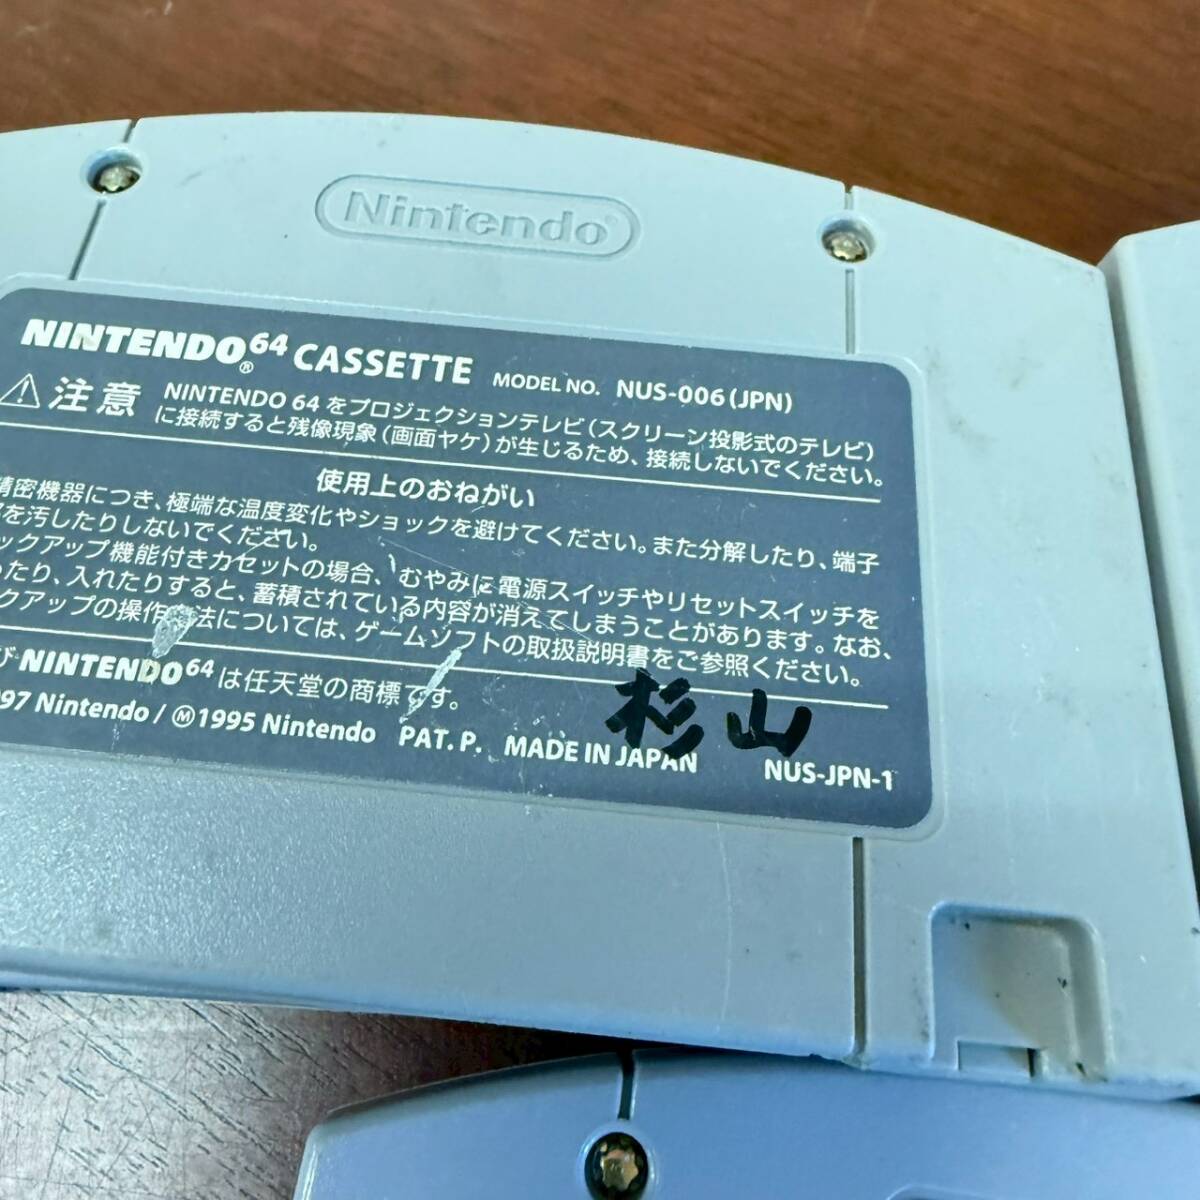 Nintendo
NINTENDO®64 CASSETTE MODEL NO. NUS-006(JPN)
⚠注意 NINTENDO 64 をプロジェクションテレビ(スクリーン投影式のテレビ)
に接続すると残像現象(画面ヤケ)が生じるため、接続しないでください。
使用上のおねがい
精密機器につき、極端な温度変化やショックを避けてください。また分解したり、端子
を汚したりしないでください。
ックアップ機能付きカセットの場合、むやみに電源スイッチやリセットスイッチを
ったり、入れたりすると、蓄積されている内容が消えてしまうことがあります。なお、
クアップの操作方法については、ゲームソフトの取扱説明書をご参照ください。
び NINTENDO64 は任天堂の商標です。
97 Nintendo / Ⓜ1995 Nintendo PAT. P. MADE IN JAPAN NUS-JPN-1
杉山